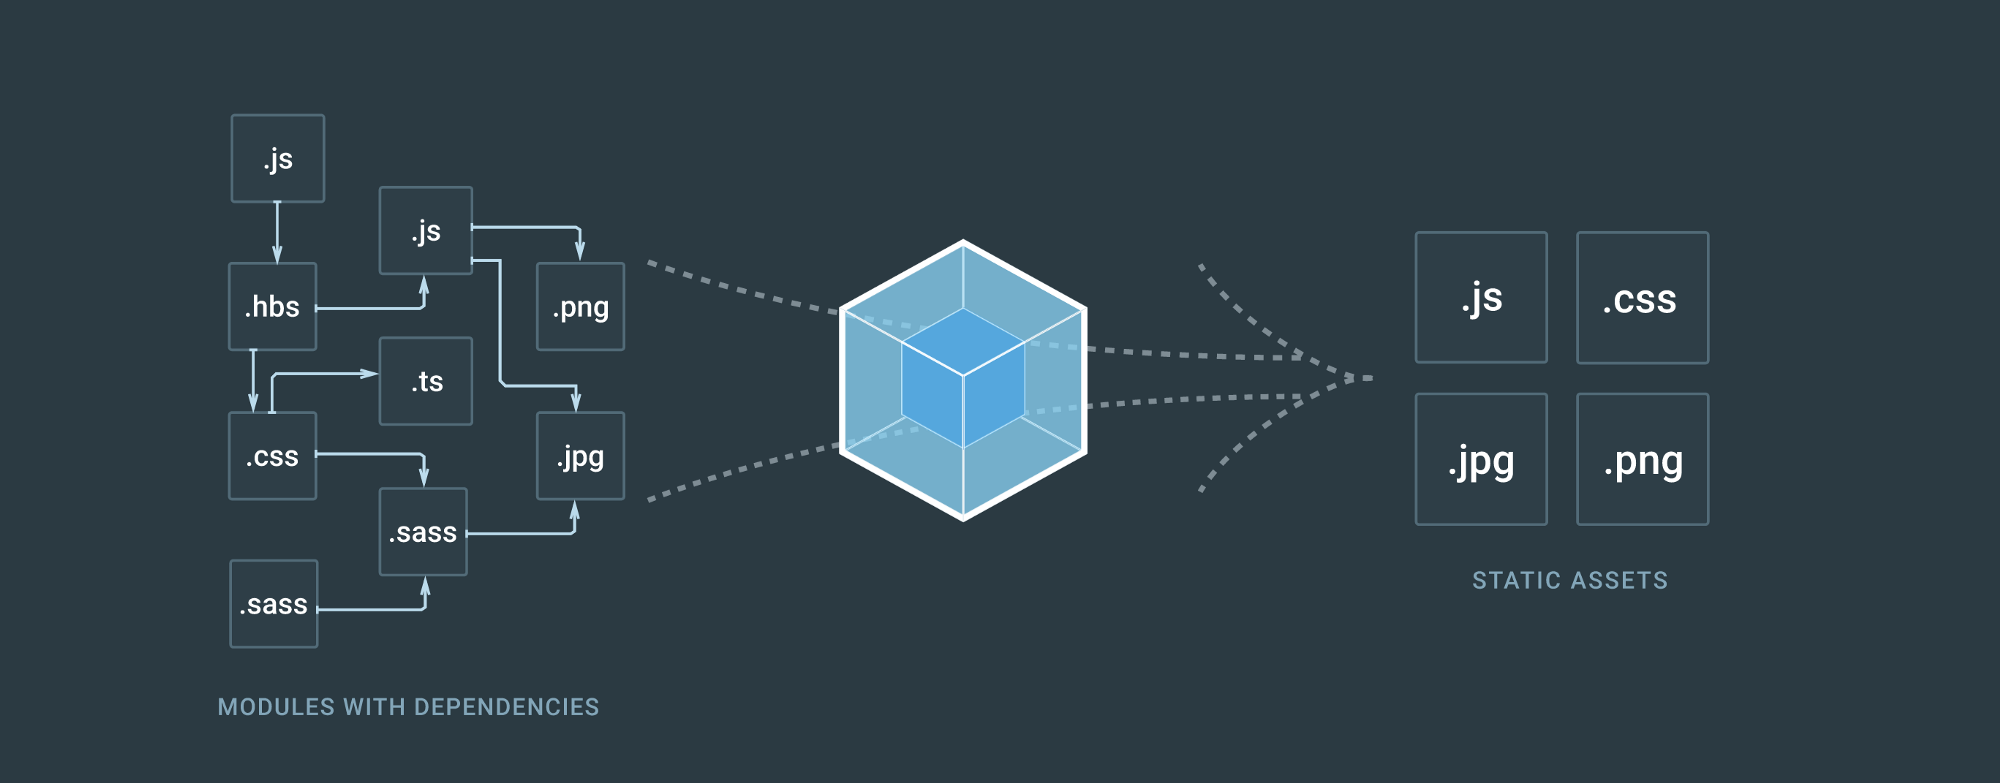 .js
.js
.hbs
.png
.ts
.css
.jpg
.sass
.sass
MODULES WITH DEPENDENCIES
.js
.css
.jpg
.png
STATIC ASSETS